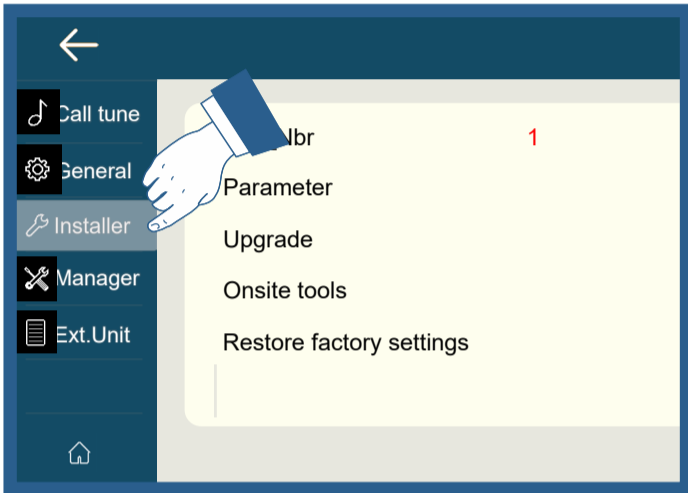 Call tune
General
Installer
Manager
Ext.Unit
1
Parameter
Upgrade
Onsite tools
Restore factory settings